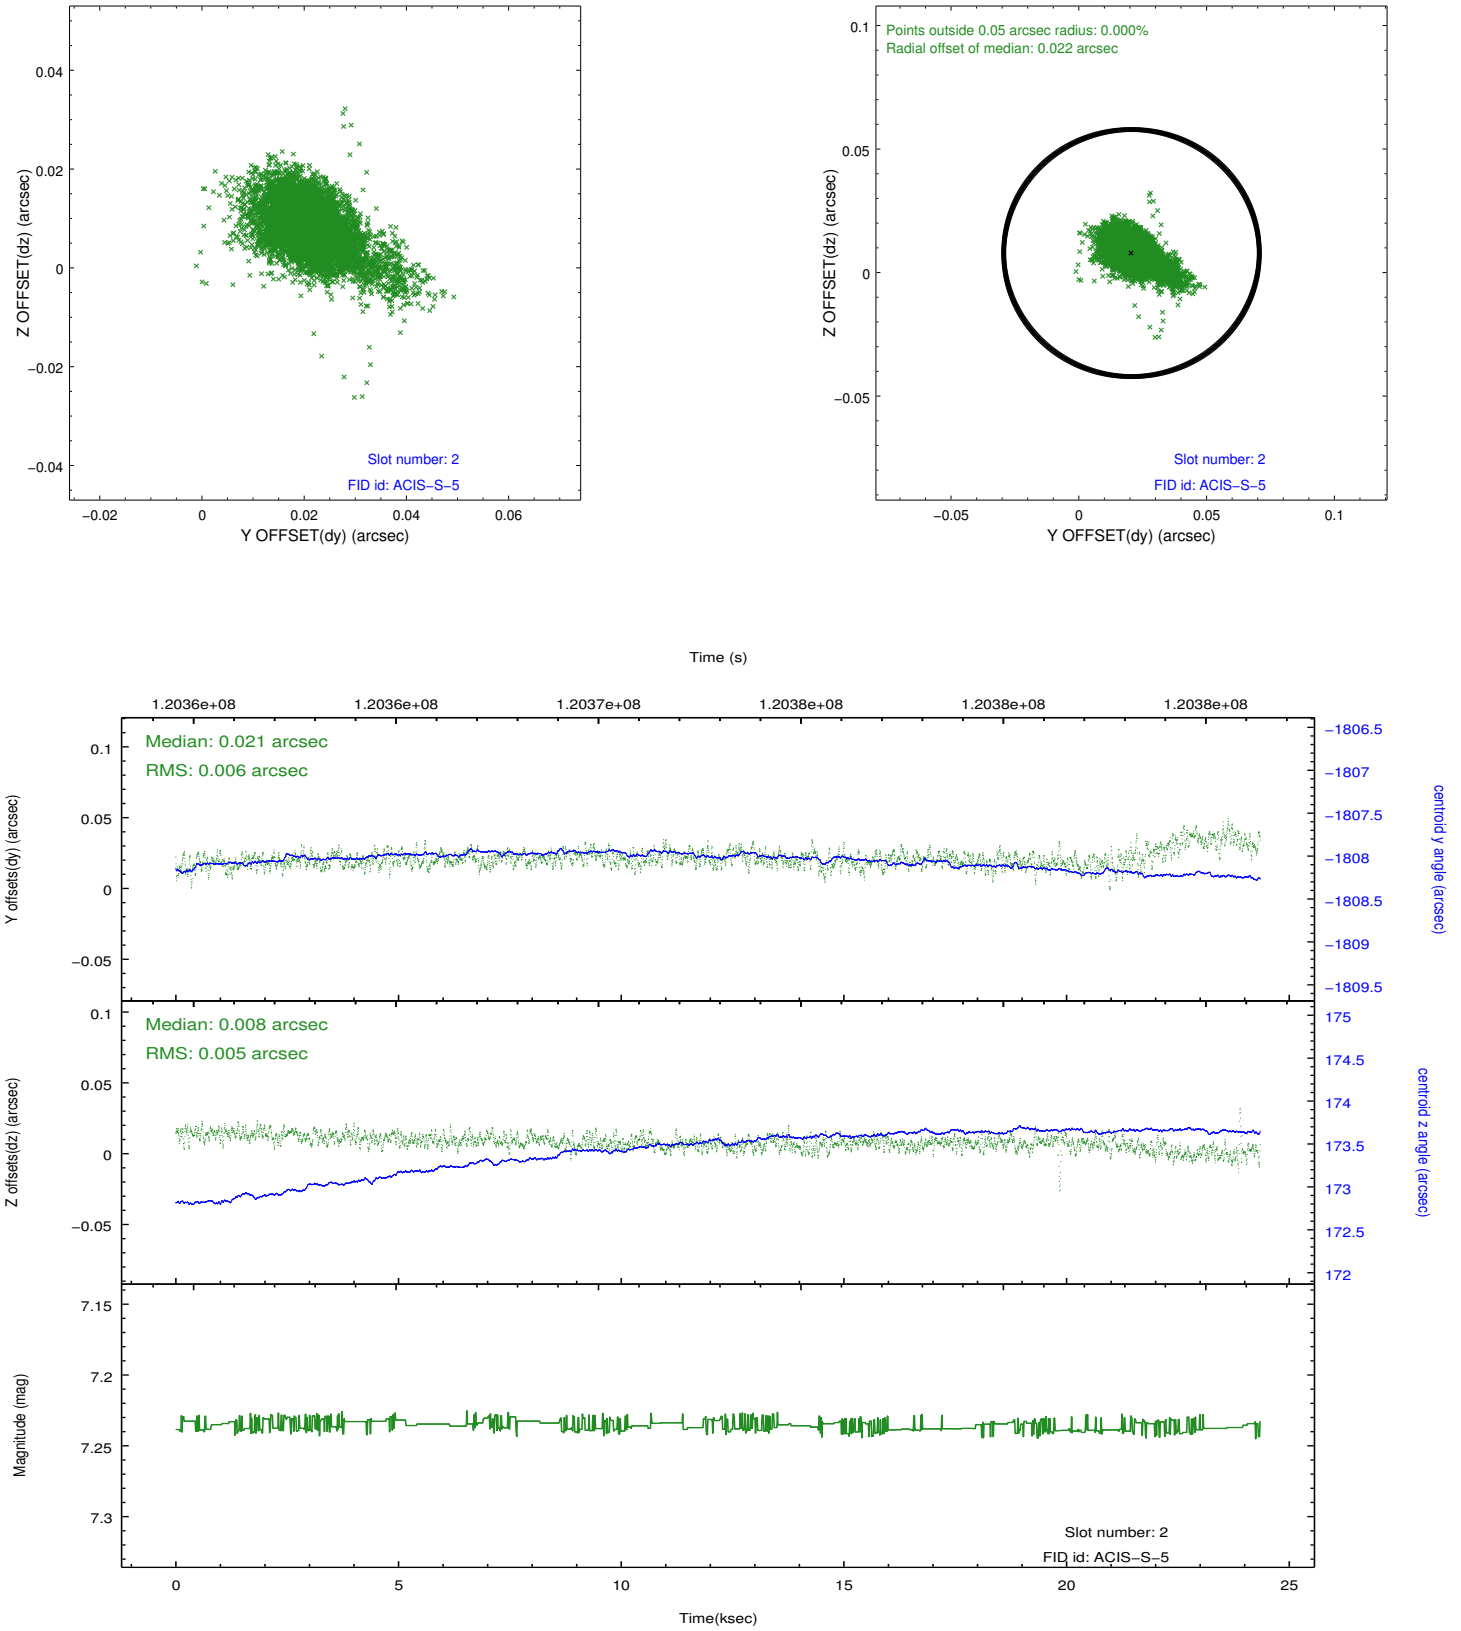 0.04
0.02
0
−0.02
−0.04
Z OFFSET(dz) (arcsec)
Slot number: 2
FID id: ACIS−S−5
−0.02 0 0.02 0.04 0.06
Y OFFSET(dy) (arcsec)
Points outside 0.05 arcsec radius: 0.000%
Radial offset of median: 0.022 arcsec
0.1
0.05
0
−0.05
Z OFFSET(dz) (arcsec)
Slot number: 2
FID id: ACIS−S−5
−0.05 0 0.05 0.1
Y OFFSET(dy) (arcsec)
Time (s)
1.2036e+08 1.2036e+08 1.2037e+08 1.2038e+08 1.2038e+08 1.2038e+08
Median: 0.021 arcsec
RMS: 0.006 arcsec
0.1
0.05
0
−0.05
Y offsets(dy) (arcsec)
−1806.5
−1807
−1807.5
−1808
−1808.5
−1809
−1809.5
centroid y angle (arcsec)
Median: 0.008 arcsec
RMS: 0.005 arcsec
0.1
0.05
0
−0.05
Z offsets(dz) (arcsec)
175
174.5
174
173.5
173
172.5
172
centroid z angle (arcsec)
7.15
7.2
7.25
7.3
Magnitude (mag)
Slot number: 2
FID id: ACIS−S−5
0 5 10 15 20 25
Time(ksec)